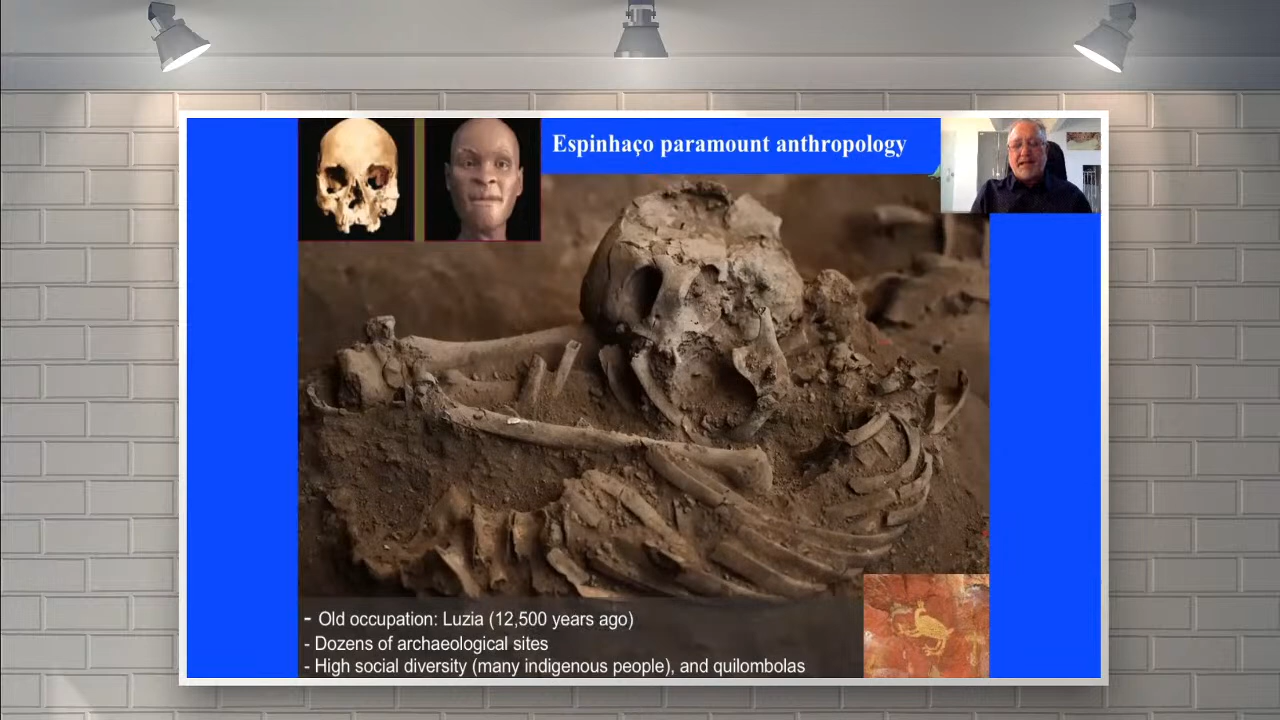 Espinhaço paramount anthropology
- Old occupation: Luzia (12,500 years ago)
- Dozens of archaeological sites
- High social diversity (many indigenous people), and quilombolas